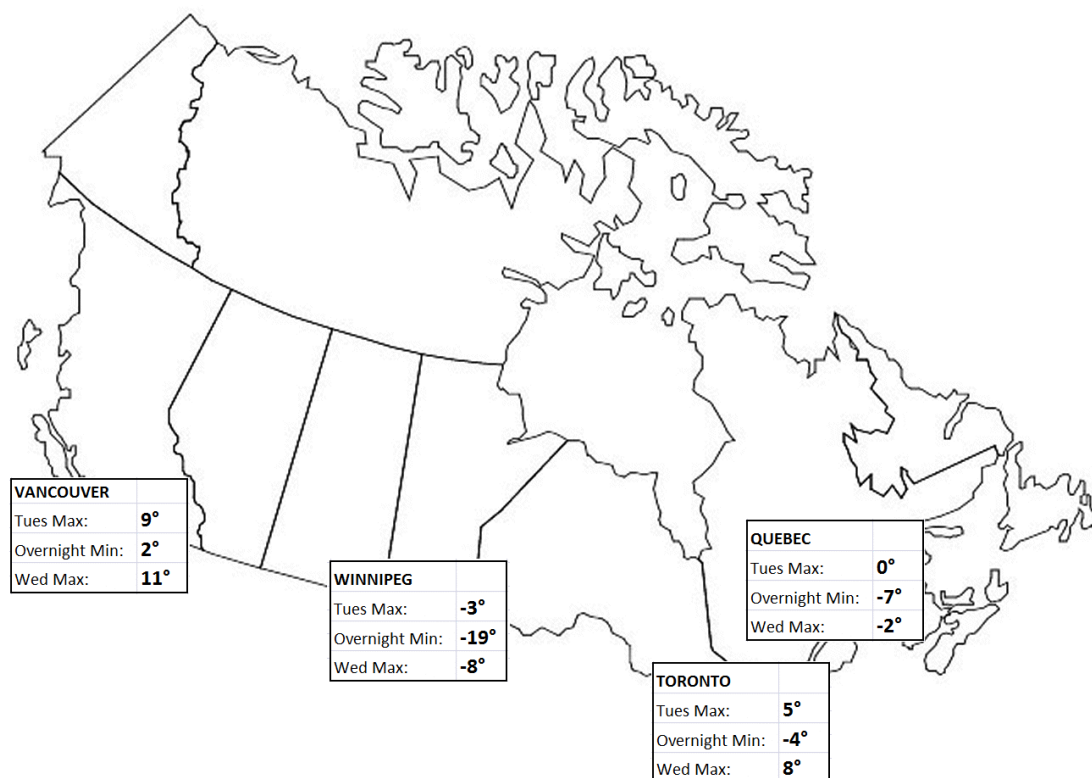 VANCOUVER
Tues Max: 9°
Overnight Min: 2°
Wed Max: 11°
WINNIPEG
Tues Max: -3°
Overnight Min: -19°
Wed Max: -8°
QUEBEC
Tues Max: 0°
Overnight Min: -7°
Wed Max: -2°
TORONTO
Tues Max: 5°
Overnight Min: -4°
Wed Max: 8°